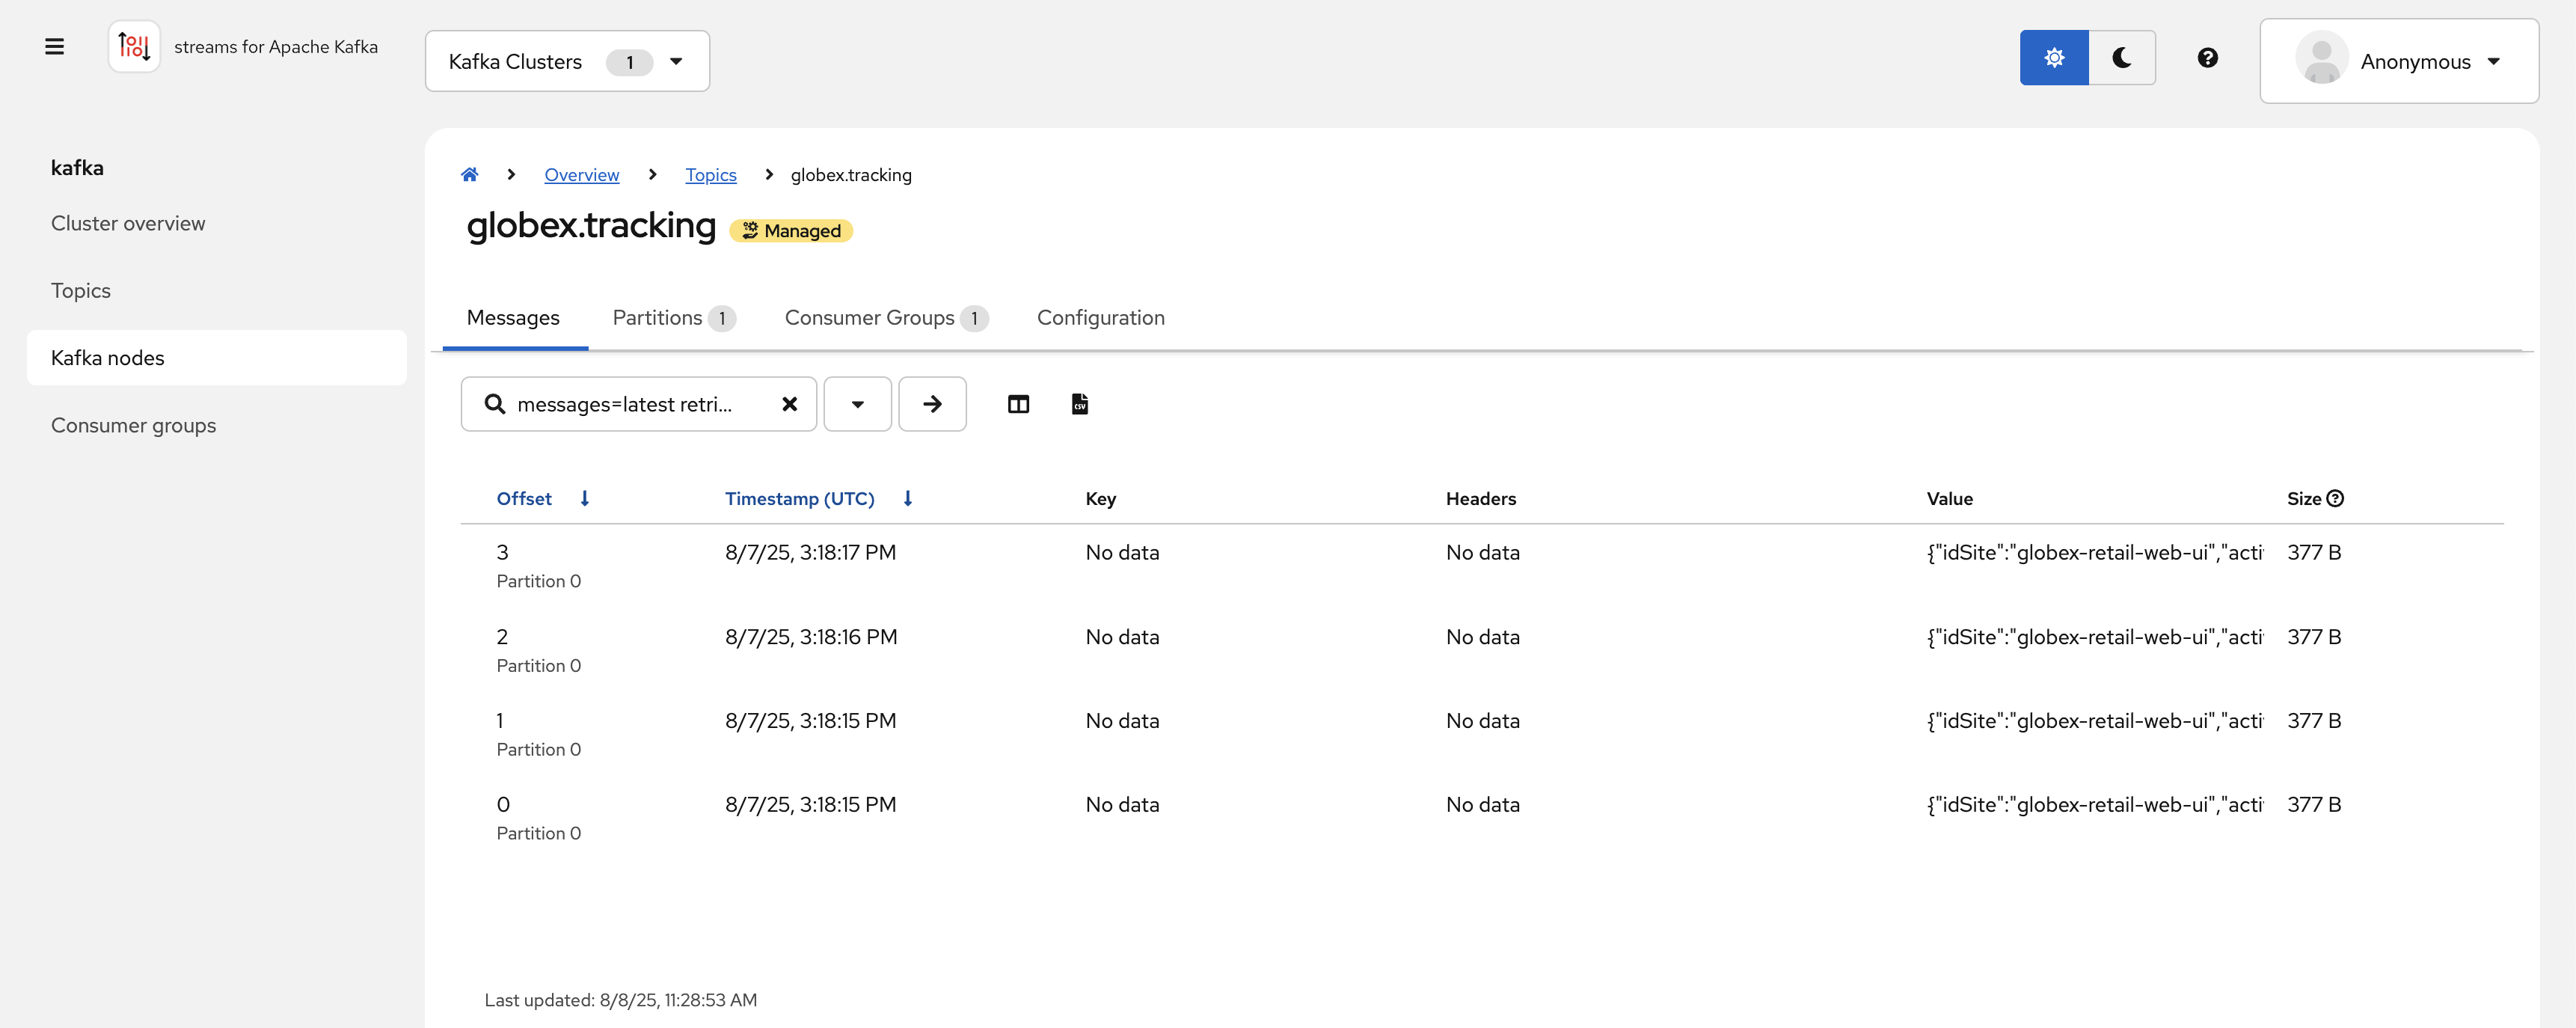 streams for Apache Kafka
Kafka Clusters 1
Anonymous
kafka
Cluster overview
Topics
Kafka nodes
Consumer groups
Overview > Topics > globex.tracking
globex.tracking Managed
Messages Partitions 1 Consumer Groups 1 Configuration
messages=latest retri...
CSV
Offset Timestamp (UTC) Key Headers Value Size
3 8/7/25, 3:18:17 PM No data No data {"idSite":"globex-retail-web-ui","acti 377 B
Partition 0
2 8/7/25, 3:18:16 PM No data No data {"idSite":"globex-retail-web-ui","acti 377 B
Partition 0
1 8/7/25, 3:18:15 PM No data No data {"idSite":"globex-retail-web-ui","acti 377 B
Partition 0
0 8/7/25, 3:18:15 PM No data No data {"idSite":"globex-retail-web-ui","acti 377 B
Partition 0
Last updated: 8/8/25, 11:28:53 AM